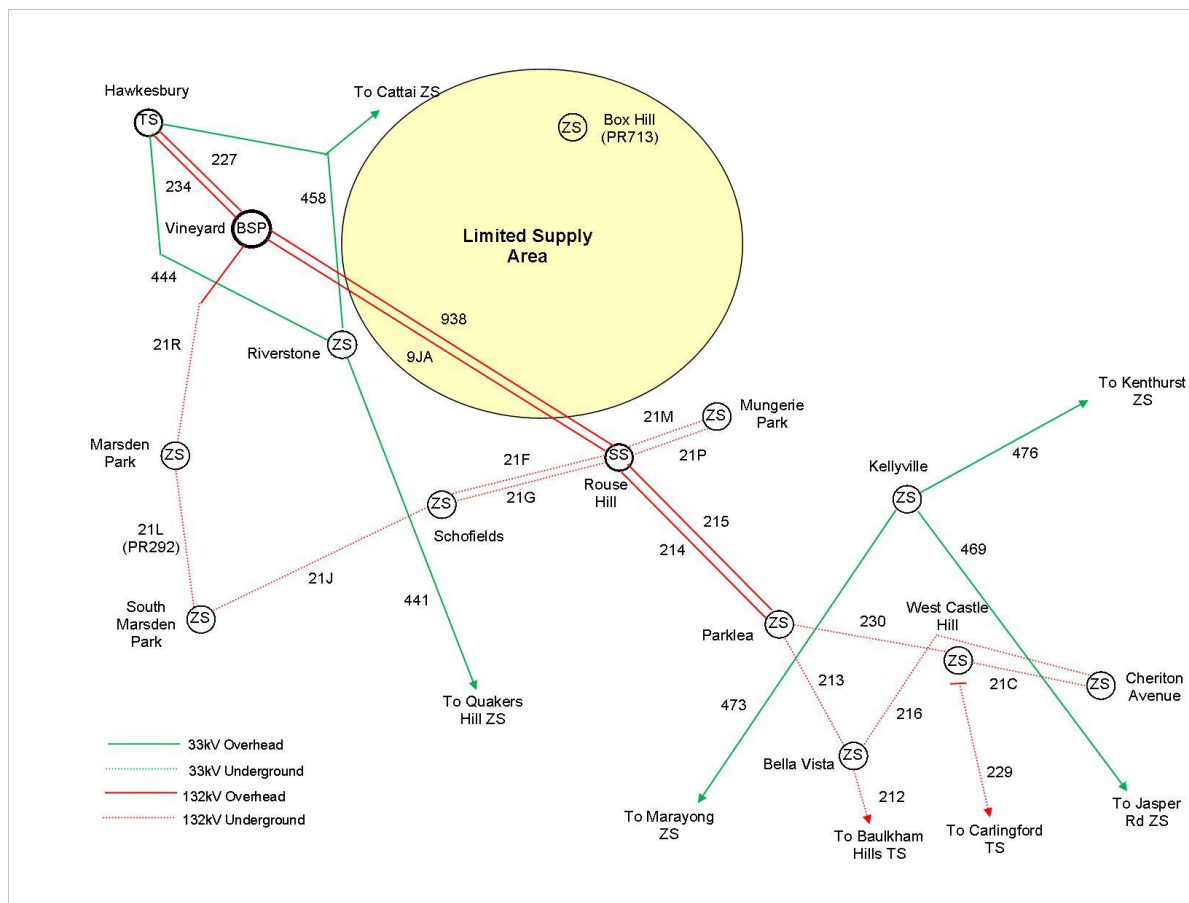 Hawkesbury
To Cattai ZS
TS
ZS
Box Hill
(PR713)
227
234
458
Vineyard
BSP
Limited Supply
Area
444
938
21R
Riverstone
ZS
9JA
To Kenthurst
ZS
21M
ZS
Mungerie
Park
Marsden
Park
ZS
21F
SS
21P
476
Rouse
Hill
Kellyville
ZS
21G
ZS
Schofields
21L
(PR292)
215
214
469
21J
South
Marsden
Park
ZS
441
West Castle
Hill
Parklea
ZS
230
ZS
21C
ZS
Cheriton
Avenue
213
To Quakers
Hill ZS
473
216
33kV Overhead
Bella Vista
ZS
33kV Underground
229
132kV Overhead
212
132kV Underground
To Marayong
ZS
To Baulkham
Hills TS
To Carlingford
TS
To Jasper
Rd ZS